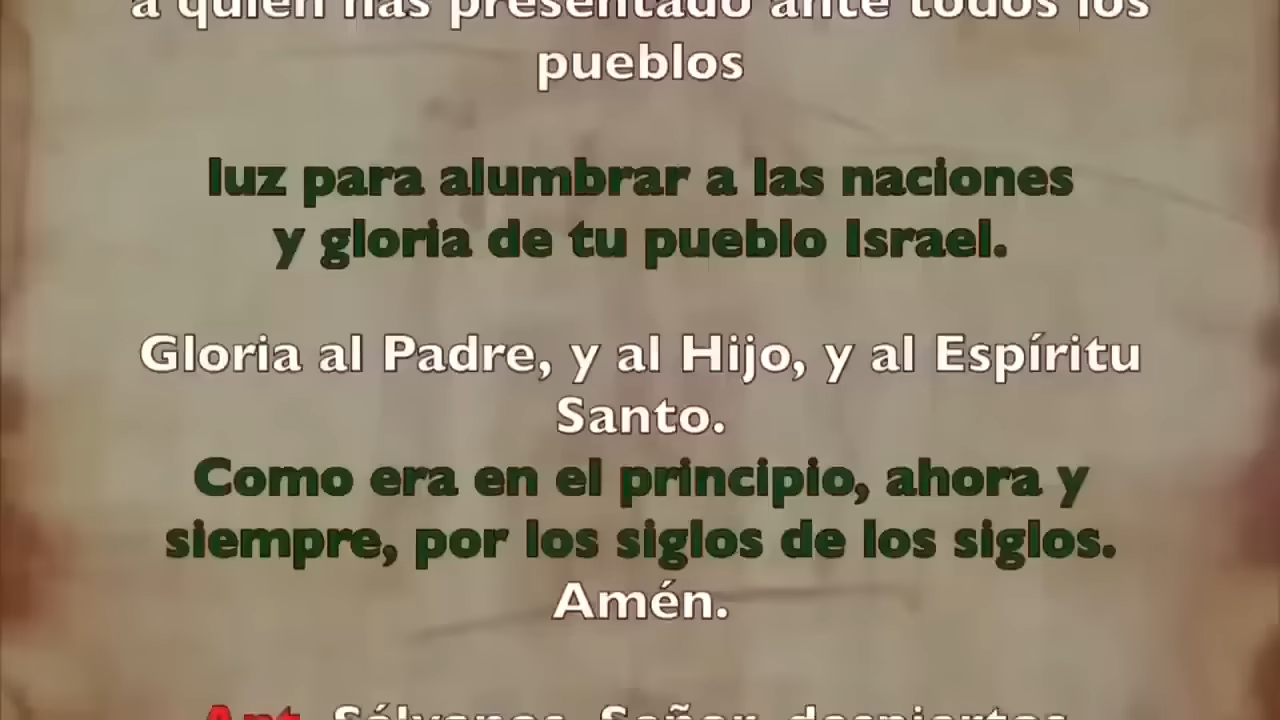 a quien has presentado ante todos los
pueblos
luz para alumbrar a las naciones
y gloria de tu pueblo Israel.
Gloria al Padre, y al Hijo, y al Espíritu
Santo.
Como era en el principio, ahora y
siempre, por los siglos de los siglos.
Amén.
Ant. Sálvanos, Señor, despiertos,